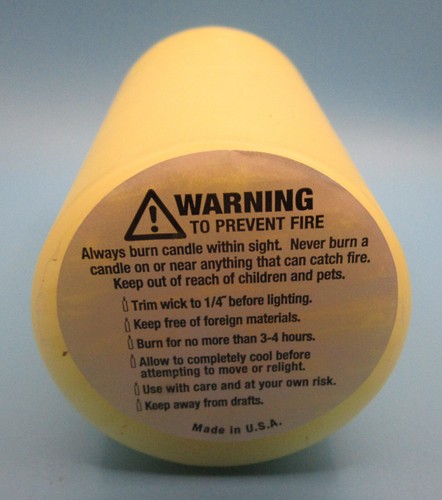 WARNING
TO PREVENT FIRE
Always burn candle within sight. Never burn a
candle on or near anything that can catch fire.
Keep out of reach of children and pets.
Trim wick to 1/4" before lighting.
Keep free of foreign materials.
Burn for no more than 3-4 hours.
Allow to completely cool before
attempting to move or relight.
Use with care and at your own risk.
Keep away from drafts.
Made in U.S.A.